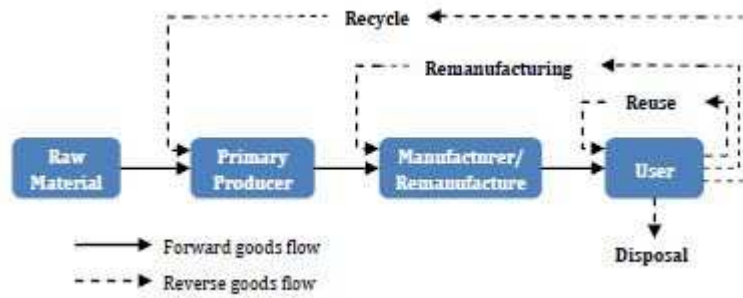 Recycle
Remanufacturing
Reuse
Raw
Material
Primary
Producer
Manufacturer/
Remanufacture
User
Disposal
Forward goods flow
Reverse goods flow